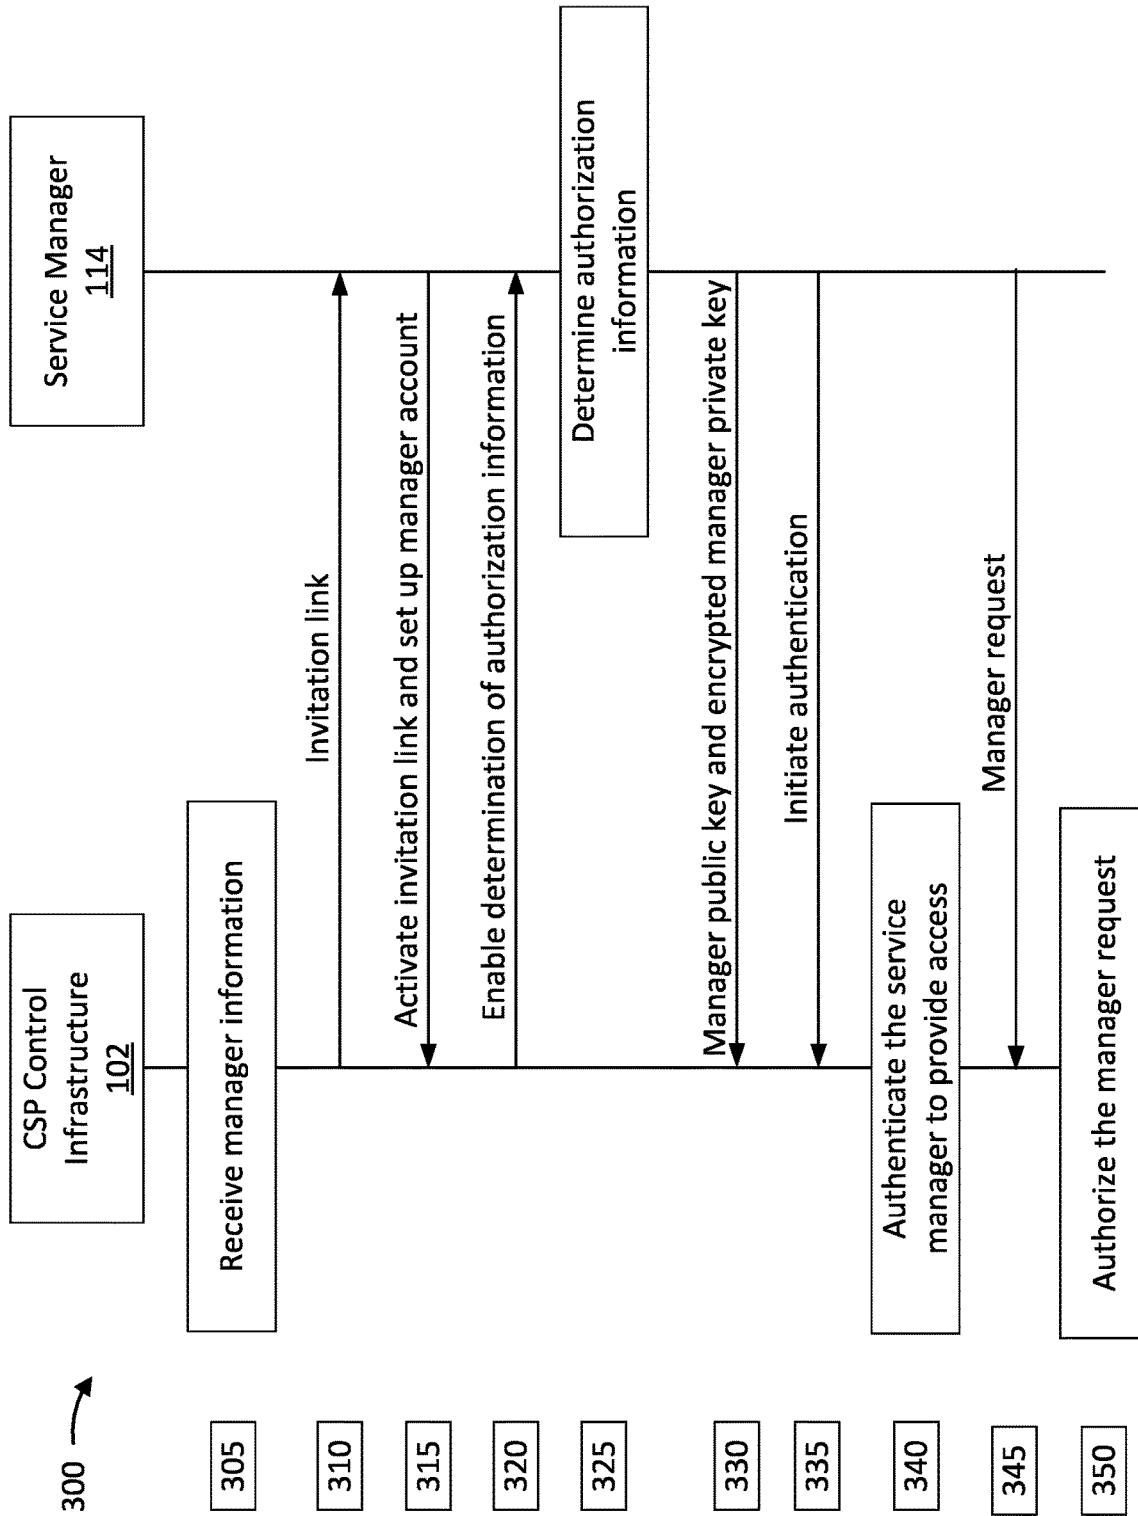 300
CSP Control
Infrastructure
102
Service Manager
114
305
Receive manager information
310
Invitation link
315
Activate invitation link and set up manager account
320
Enable determination of authorization information
325
Determine authorization
information
330
Manager public key and encrypted manager private key
335
Initiate authentication
340
Authenticate the service
manager to provide access
345
Manager request
350
Authorize the manager request